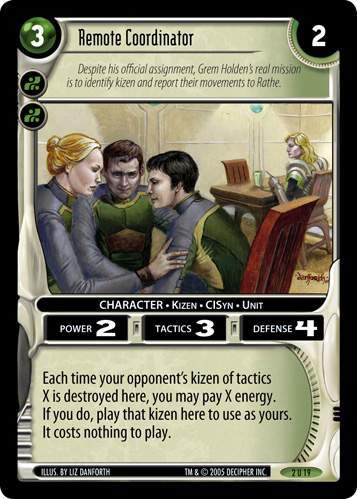 3
Remote Coordinator
2
Despite his official assignment, Grem Holden's real mission
is to identify kizen and report their movements to Rathe.
danforth
CHARACTER • KIZEN • CISYN • UNIT
POWER 2 TACTICS 3 DEFENSE 4
Each time your opponent's kizen of tactics
X is destroyed here, you may pay X energy.
If you do, play that kizen here to use as yours.
It costs nothing to play.
ILLUS. BY LIZ DANFORTH TM & © 2005 DECIPHER INC. 2 U 19